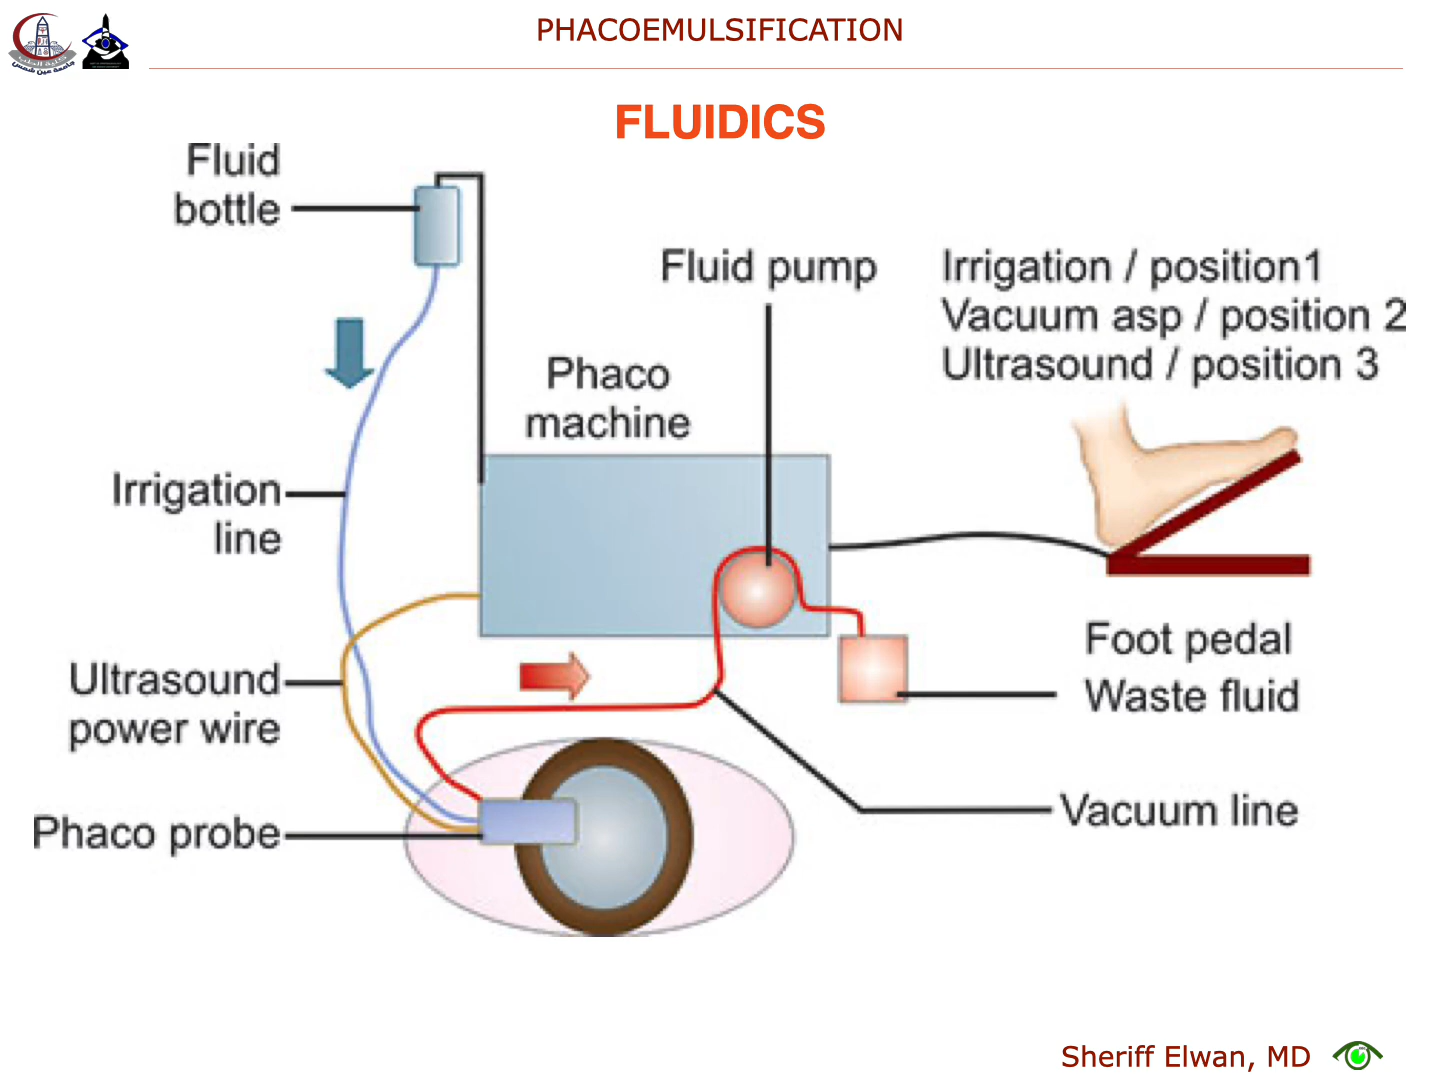 PHACOEMULSIFICATION
FLUIDICS
Fluid
bottle
Fluid pump
Irrigation / position1
Vacuum asp / position 2
Ultrasound / position 3
Phaco
machine
Irrigation
line
Ultrasound
power wire
Foot pedal
Waste fluid
Phaco probe
Vacuum line
Sheriff Elwan, MD